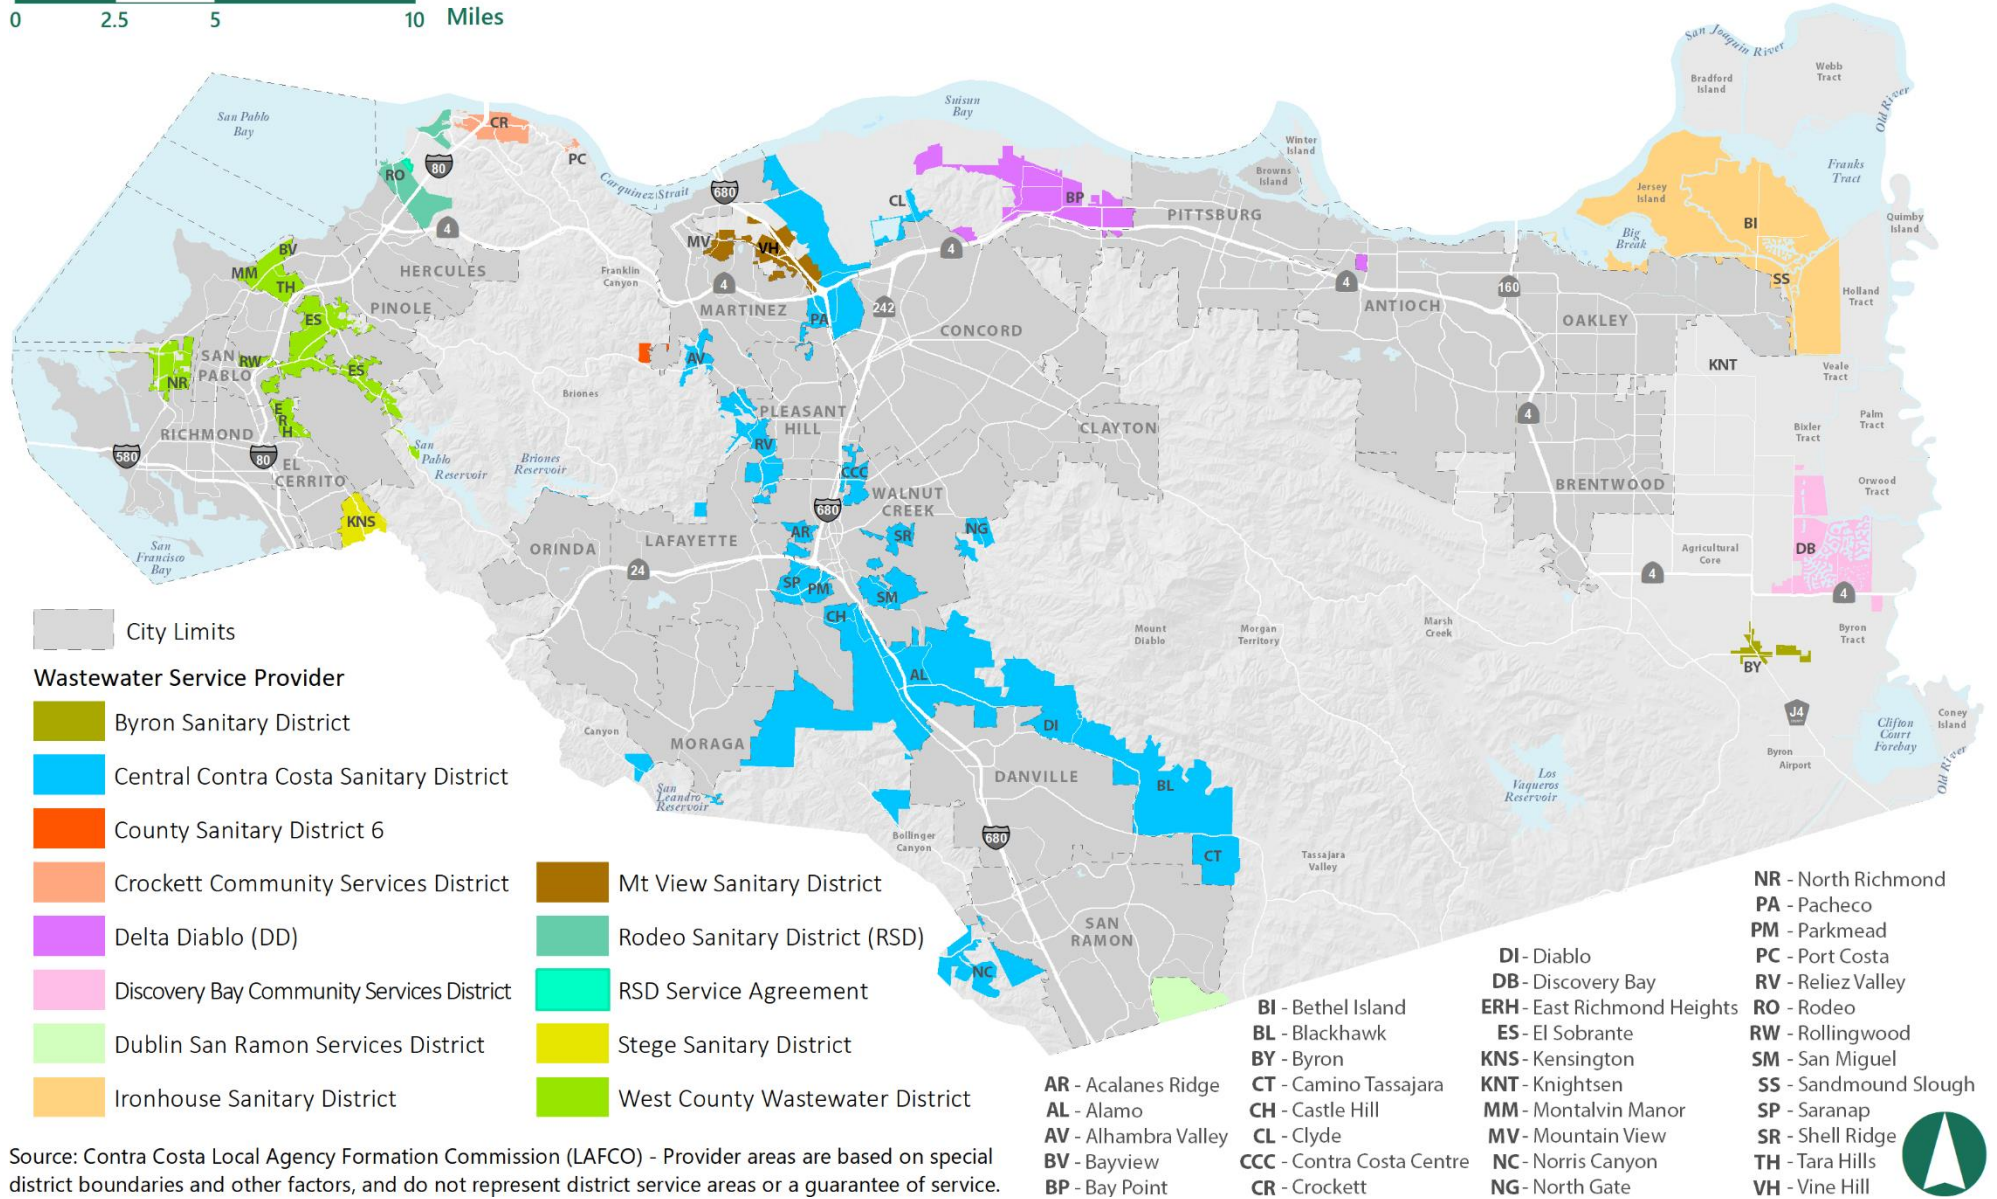 0 2.5 5 10 Miles
San Joaquin River
Webb
Tract
Bradford
Island
Old River
Suisun
Bay
San Pablo
Bay
CR
PC
80
RO
Winter
Island
Browns
Island
Franks
Tract
Carquinez Strait
680
CL
BP
PITTSBURG
Jersey
Island
BI
Quimby
Island
4
MV
VH
4
Big
Break
BV
MM
TH
HERCULES
Franklin
Canyon
4
4
160
SS
Holland
Tract
PINOLE
ES
MARTINEZ
PA
242
CONCORD
ANTIOCH
OAKLEY
SAN
PABLO
RW
ES
NR
AV
KNT
Veale
Tract
Briones
E
R
H
RICHMOND
PLEASANT
HILL
CLAYTON
4
Palm
Tract
Bixler
Tract
580
80
EL
CERRITO
San
Pablo
Reservoir
Briones
Reservoir
RV
CCC
WALNUT
CREEK
BRENTWOOD
Orwood
Tract
KNS
680
AR
SR
NG
San
Francisco
Bay
ORINDA
LAFAYETTE
24
SP
PM
SM
CH
Agricultural
Core
DB
4
4
Mount
Diablo
Morgan
Territory
Marsh
Creek
Byron
Tract
BY
AL
DI
J4
Canyon
MORAGA
DANVILLE
BL
Clifton
Court
Forebay
Coney
Island
Old River
Byron
Airport
Los
Vaqueros
Reservoir
San
Leandro
Reservoir
Bollinger
Canyon
680
CT
Tassajara
Valley
SAN
RAMON
NC
City Limits
Wastewater Service Provider
Byron Sanitary District
Central Contra Costa Sanitary District
County Sanitary District 6
Crockett Community Services District
Delta Diablo (DD)
Discovery Bay Community Services District
Dublin San Ramon Services District
Ironhouse Sanitary District
Mt View Sanitary District
Rodeo Sanitary District (RSD)
RSD Service Agreement
Stege Sanitary District
West County Wastewater District
AR - Acalanes Ridge
AL - Alamo
AV - Alhambra Valley
BV - Bayview
BP - Bay Point
BI - Bethel Island
BL - Blackhawk
BY - Byron
CT - Camino Tassajara
CH - Castle Hill
CL - Clyde
CCC - Contra Costa Centre
CR - Crockett
DI - Diablo
DB - Discovery Bay
ERH - East Richmond Heights
ES - El Sobrante
KNS - Kensington
KNT - Knightsen
MM - Montalvin Manor
MV - Mountain View
NC - Norris Canyon
NG - North Gate
NR - North Richmond
PA - Pacheco
PM - Parkmead
PC - Port Costa
RV - Reliez Valley
RO - Rodeo
RW - Rollingwood
SM - San Miguel
SS - Sandmound Slough
SP - Saranap
SR - Shell Ridge
TH - Tara Hills
VH - Vine Hill
Source: Contra Costa Local Agency Formation Commission (LAFCO) - Provider areas are based on special
district boundaries and other factors, and do not represent district service areas or a guarantee of service.